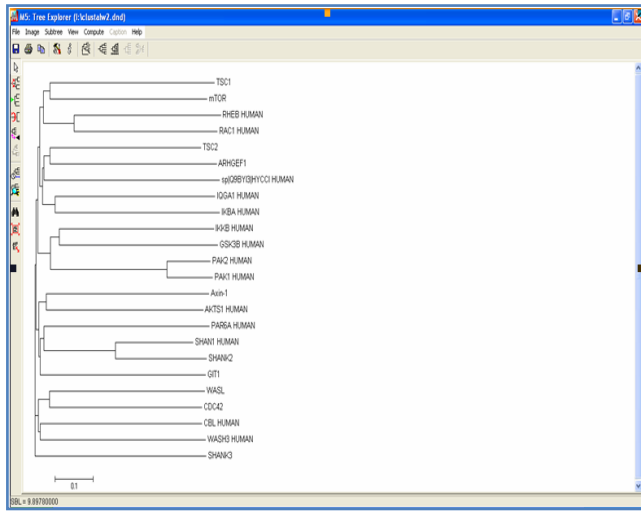 M5: Tree Explorer (I:\clustalw2.dnd)
File Image Subtree View Compute Caption Help
TSC1
mTOR
RHEB HUMAN
RAC1 HUMAN
TSC2
ARHGEF1
sp|Q9BYI3|HYCCI HUMAN
IQGA1 HUMAN
IKBA HUMAN
IKKB HUMAN
GSK3B HUMAN
PAK2 HUMAN
PAK1 HUMAN
Axin-1
AKTS1 HUMAN
PAR6A HUMAN
SHAN1 HUMAN
SHANK2
GIT1
WASL
CDC42
CBL HUMAN
WASH3 HUMAN
SHANK3
0.1
SBL = 9.89780000